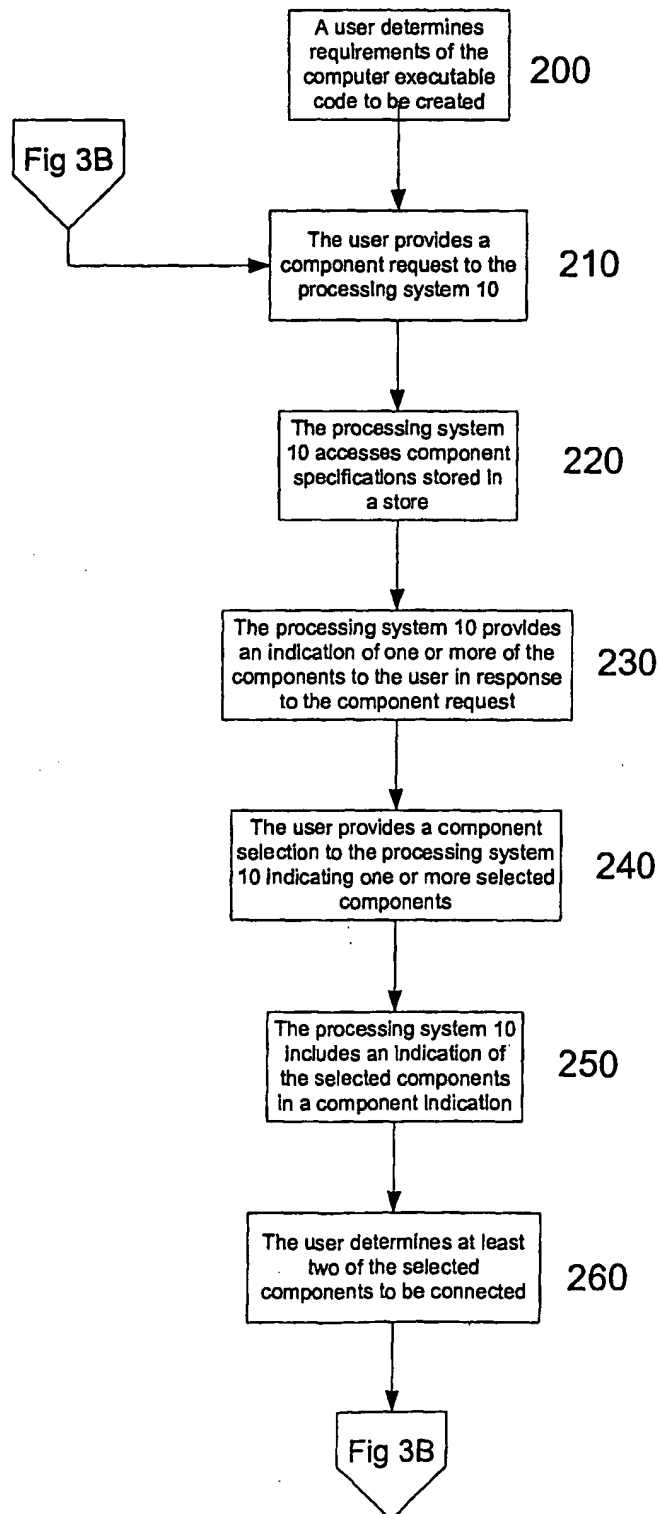 A user determines
requirements of the
computer executable
code to be created
200
Fig 3B
The user provides a
component request to the
processing system 10
210
The processing system
10 accesses component
specifications stored in
a store
220
The processing system 10 provides
an indication of one or more of the
components to the user in response
to the component request
230
The user provides a component
selection to the processing system
10 indicating one or more selected
components
240
The processing system 10
includes an indication of
the selected components
in a component indication
250
The user determines at least
two of the selected
components to be connected
260
Fig 3B